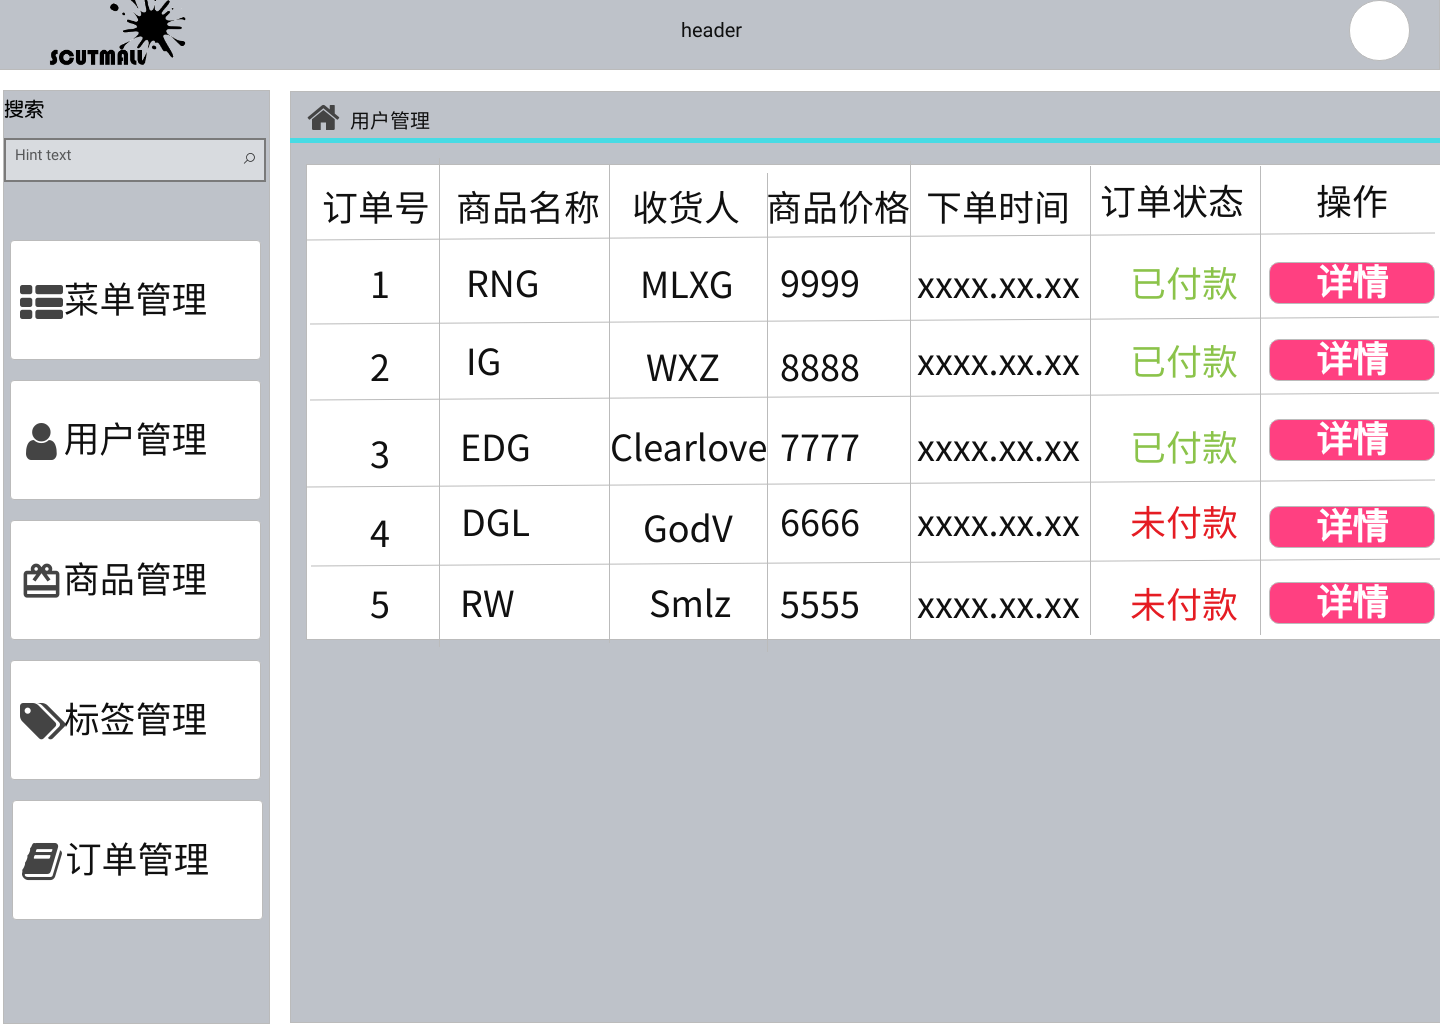 SCUTMALL
header
搜索
Hint text
菜单管理
用户管理
商品管理
标签管理
订单管理
用户管理
订单号 商品名称 收货人 商品价格 下单时间 订单状态 操作
1 RNG MLXG 9999 xxxx.xx.xx 已付款 详情
2 IG WXZ 8888 xxxx.xx.xx 已付款 详情
3 EDG Clearlove 7777 xxxx.xx.xx 已付款 详情
4 DGL GodV 6666 xxxx.xx.xx 未付款 详情
5 RW Smlz 5555 xxxx.xx.xx 未付款 详情